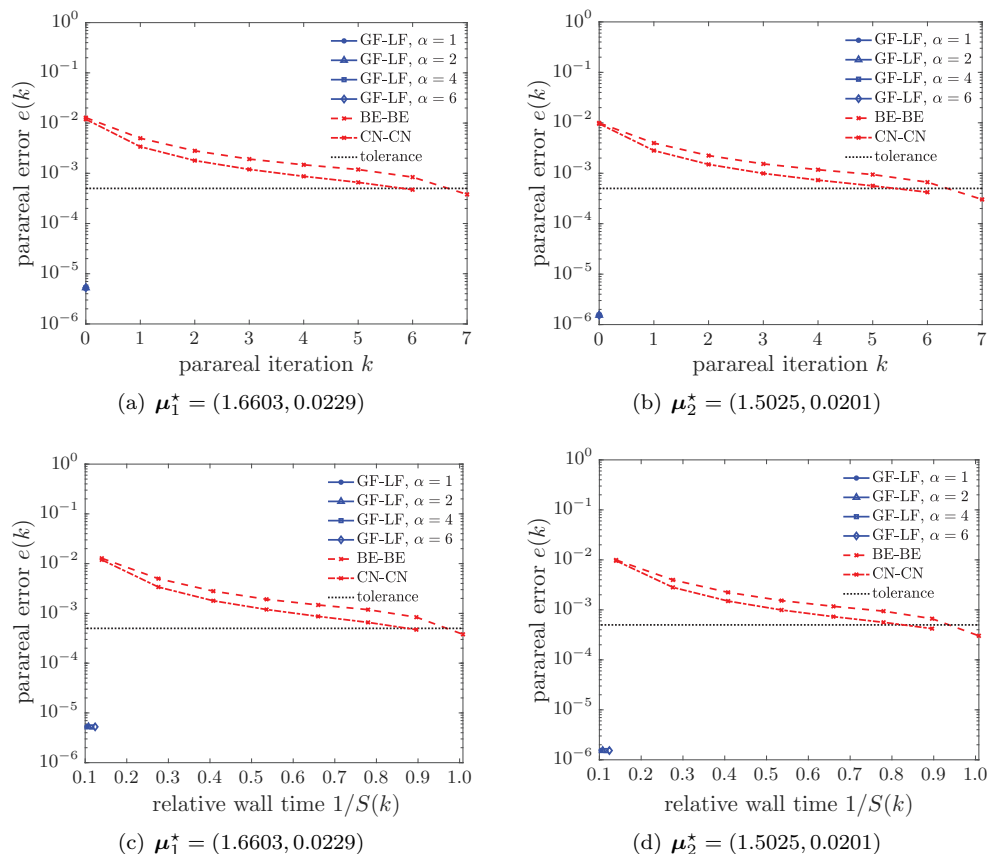 10^0
10^-1
10^-2
10^-3
10^-4
10^-5
10^-6
parareal error e(k)
GF-LF, α = 1
GF-LF, α = 2
GF-LF, α = 4
GF-LF, α = 6
BE-BE
CN-CN
tolerance
0 1 2 3 4 5 6 7
parareal iteration k
(a) μ₁⋆ = (1.6603, 0.0229)
10^0
10^-1
10^-2
10^-3
10^-4
10^-5
10^-6
parareal error e(k)
GF-LF, α = 1
GF-LF, α = 2
GF-LF, α = 4
GF-LF, α = 6
BE-BE
CN-CN
tolerance
0 1 2 3 4 5 6 7
parareal iteration k
(b) μ₂⋆ = (1.5025, 0.0201)
10^0
10^-1
10^-2
10^-3
10^-4
10^-5
10^-6
parareal error e(k)
GF-LF, α = 1
GF-LF, α = 2
GF-LF, α = 4
GF-LF, α = 6
BE-BE
CN-CN
tolerance
0.1 0.2 0.3 0.4 0.5 0.6 0.7 0.8 0.9 1.0
relative wall time 1/S(k)
(c) μ₁⋆ = (1.6603, 0.0229)
10^0
10^-1
10^-2
10^-3
10^-4
10^-5
10^-6
parareal error e(k)
GF-LF, α = 1
GF-LF, α = 2
GF-LF, α = 4
GF-LF, α = 6
BE-BE
CN-CN
tolerance
0.1 0.2 0.3 0.4 0.5 0.6 0.7 0.8 0.9 1.0
relative wall time 1/S(k)
(d) μ₂⋆ = (1.5025, 0.0201)